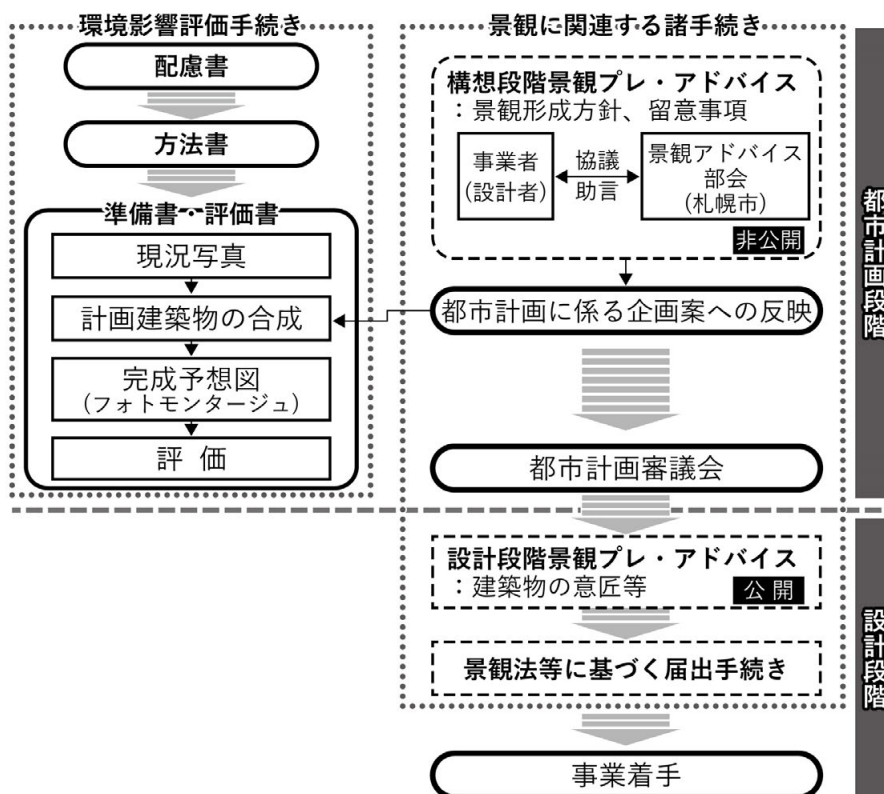 環境影響評価手続き
配慮書
方法書
準備書・評価書
現況写真
計画建築物の合成
完成予想図
(フォトモンタージュ)
評 価
景観に関連する諸手続き
構想段階景観プレ・アドバイス
:景観形成方針、留意事項
事業者
(設計者)
協議
助言
景観アドバイス
部会
(札幌市)
非公開
都市計画に係る企画案への反映
都市計画審議会
設計段階景観プレ・アドバイス
:建築物の意匠等
公 開
景観法等に基づく届出手続き
事業着手
都市計画段階
設計段階